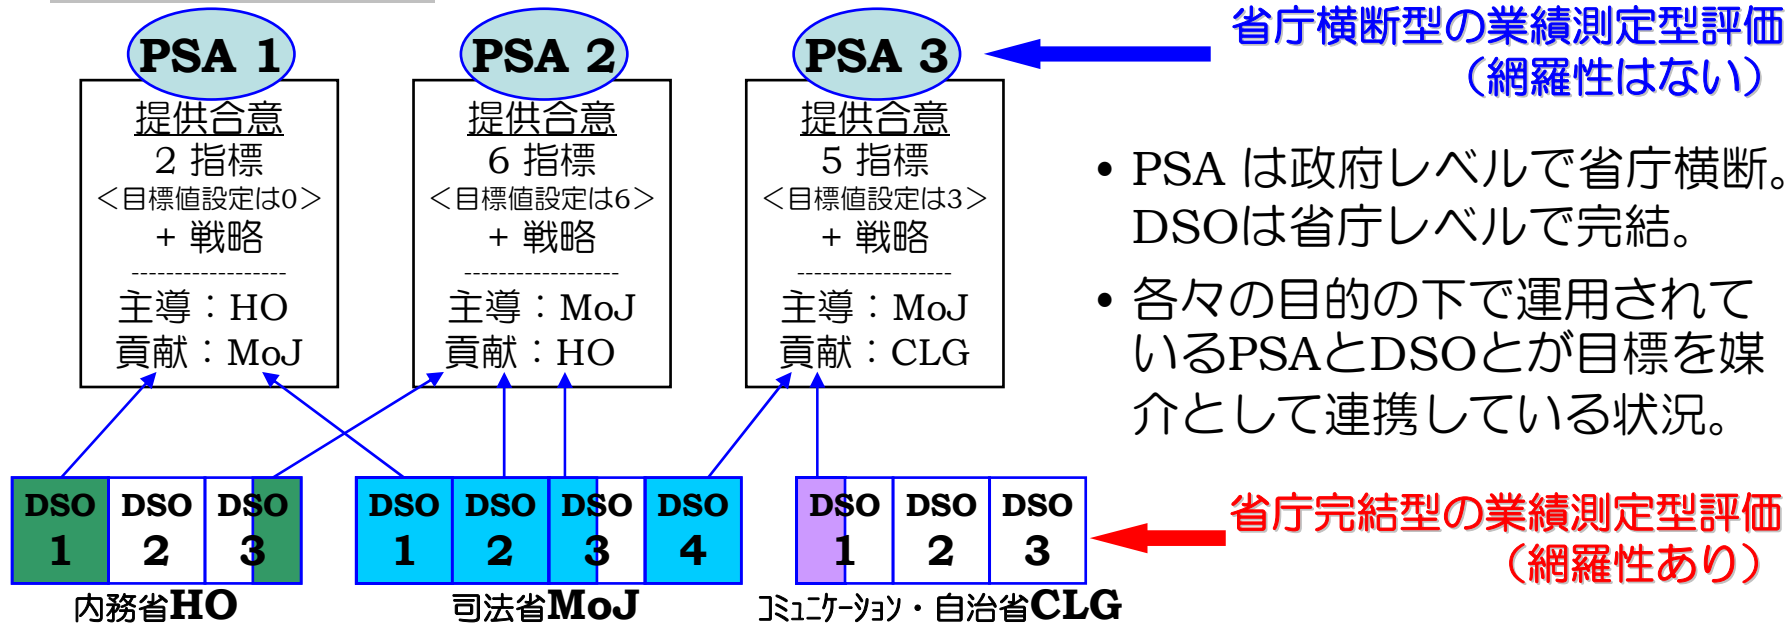 PSA 1
提供合意
2 指標
＜目標値設定は0＞
+ 戦略
------------------
主導：HO
貢献：MoJ
PSA 2
提供合意
6 指標
＜目標値設定は6＞
+ 戦略
------------------
主導：MoJ
貢献：HO
PSA 3
提供合意
5 指標
＜目標値設定は3＞
+ 戦略
------------------
主導：MoJ
貢献：CLG
省庁横断型の業績測定型評価
（網羅性はない）
• PSA は政府レベルで省庁横断。
DSOは省庁レベルで完結。
• 各々の目的の下で運用されて
いるPSAとDSOとが目標を媒
介として連携している状況。
DSO 1
DSO 2
DSO 3
内務省HO
DSO 1
DSO 2
DSO 3
DSO 4
司法省MoJ
DSO 1
DSO 2
DSO 3
ｺﾐｭﾆｹｰｼｮﾝ・自治省CLG
省庁完結型の業績測定型評価
（網羅性あり）